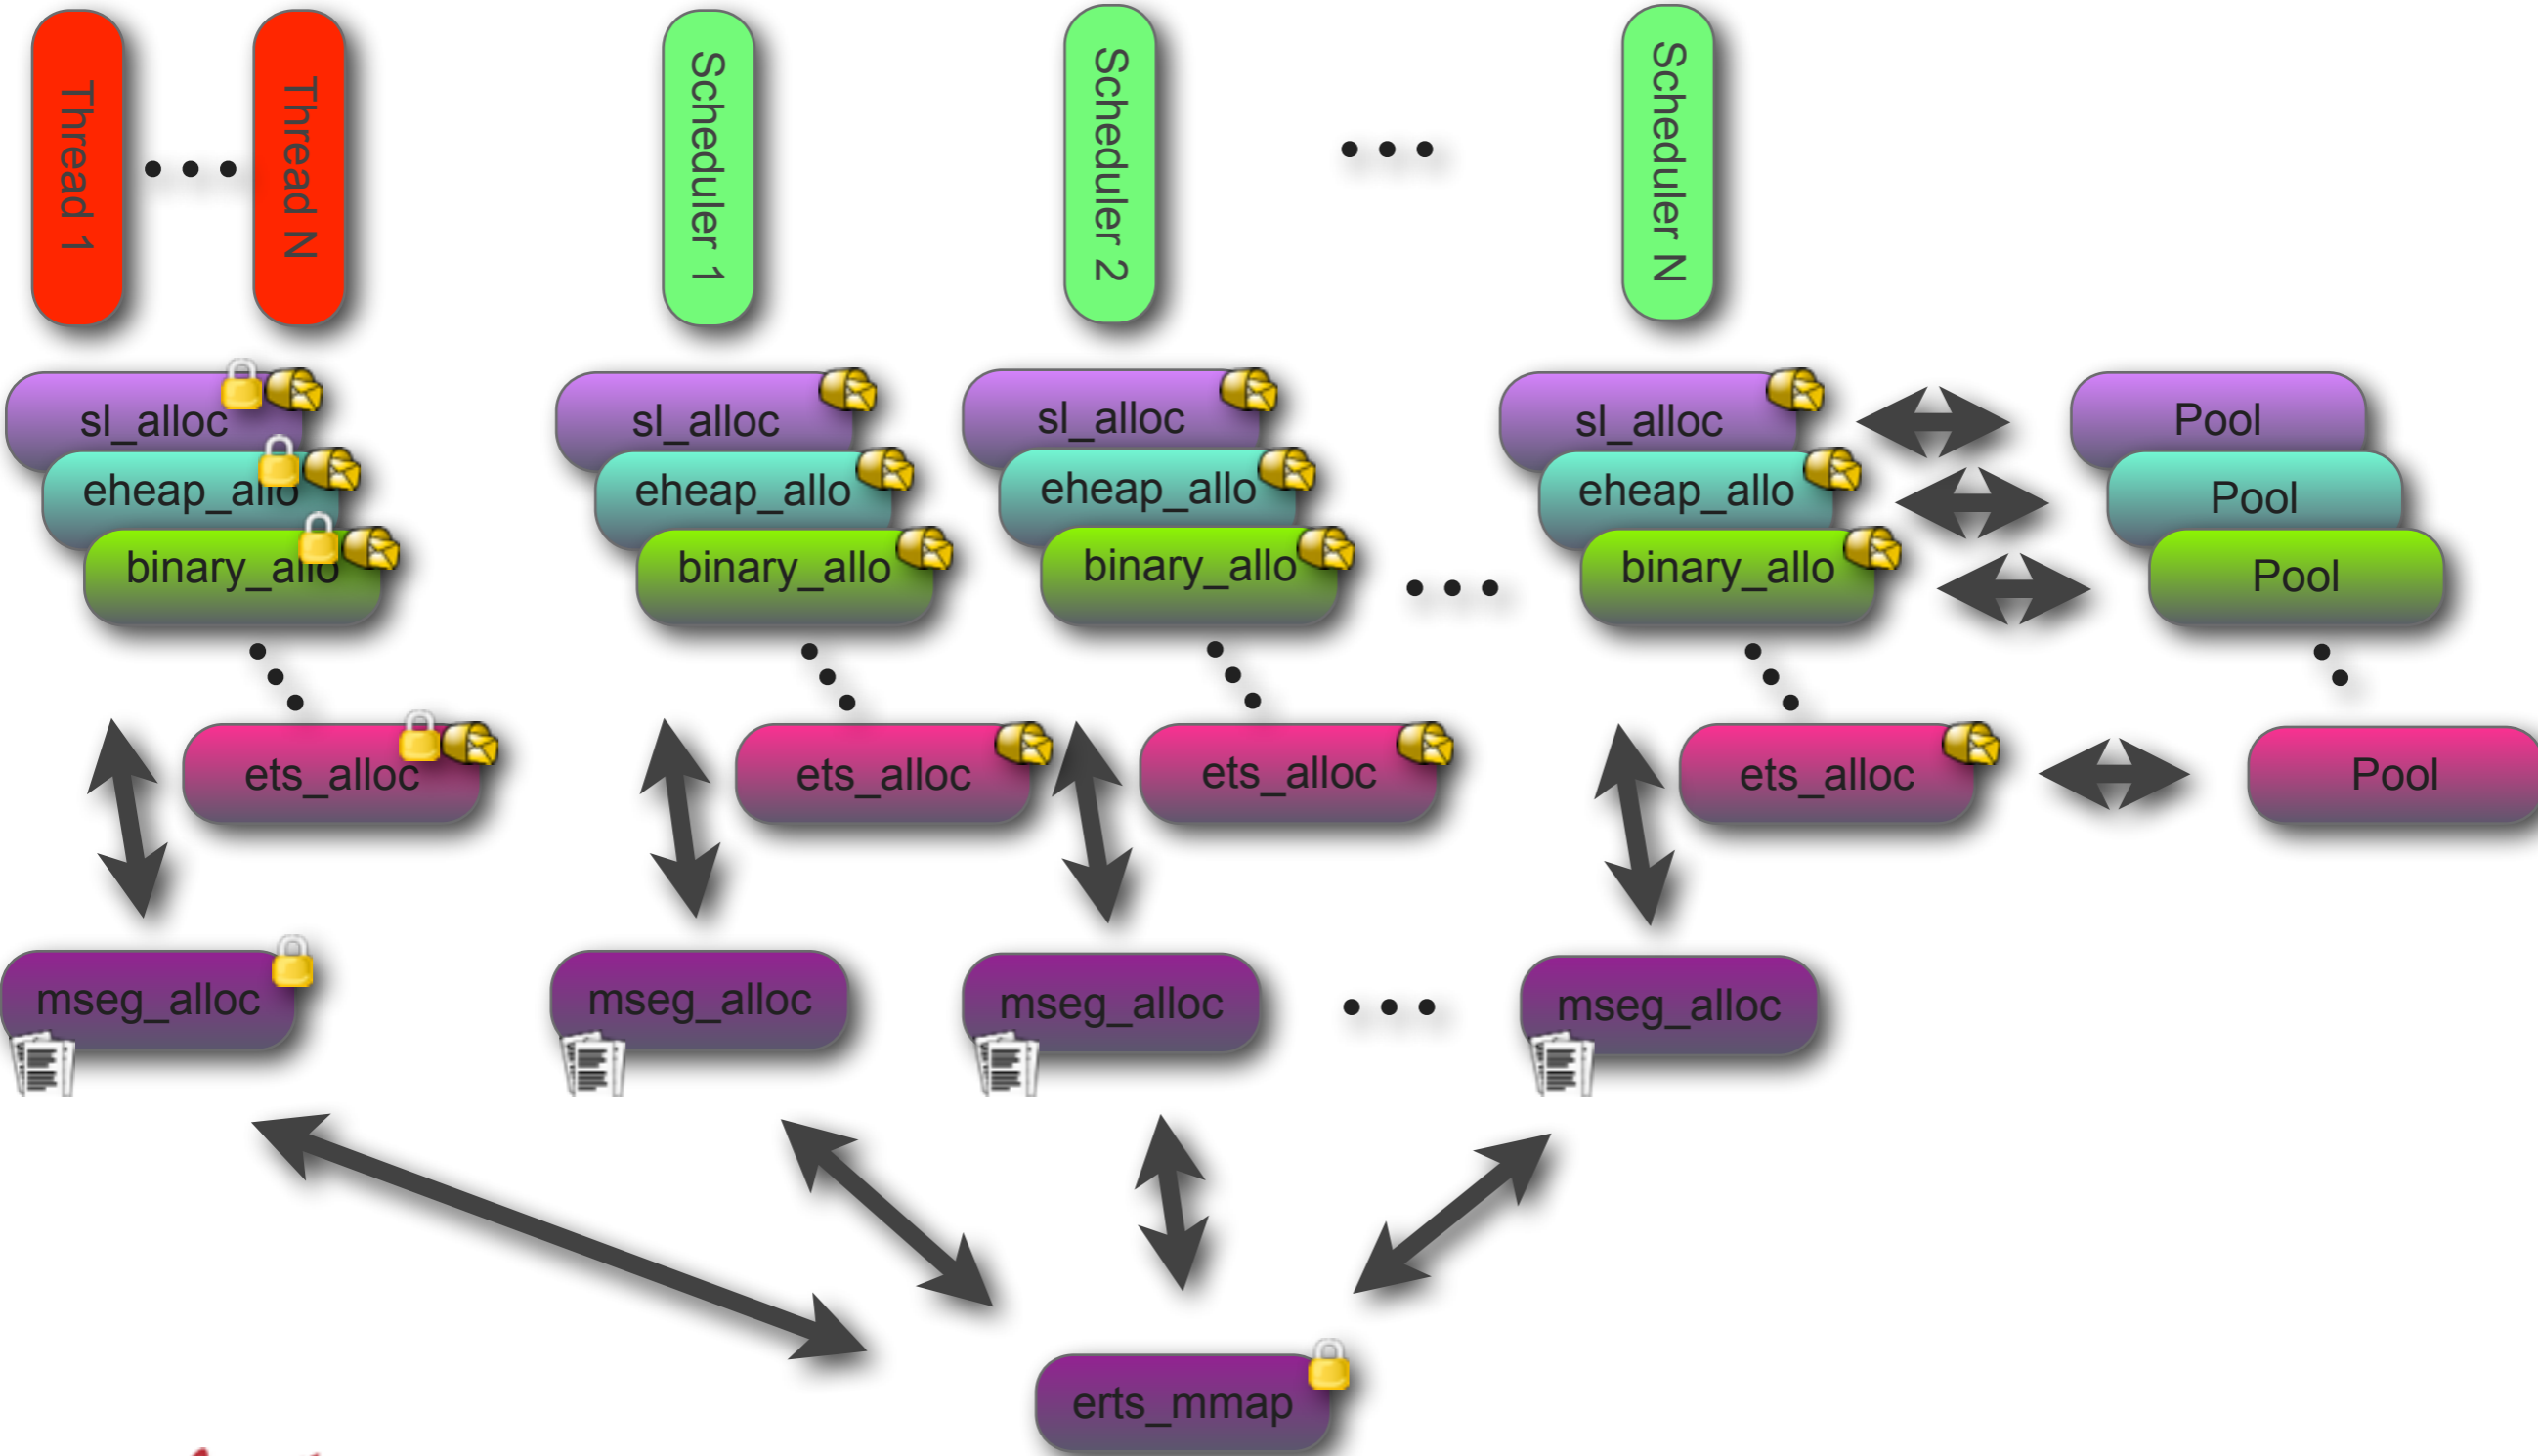 Thread 1
Thread N
Scheduler 1
Scheduler 2
Scheduler N
sl_alloc
sl_alloc
sl_alloc
sl_alloc
Pool
eheap_allo
eheap_allo
eheap_allo
eheap_allo
Pool
binary_allo
binary_allo
binary_allo
binary_allo
Pool
ets_alloc
ets_alloc
ets_alloc
ets_alloc
Pool
mseg_alloc
mseg_alloc
mseg_alloc
mseg_alloc
erts_mmap